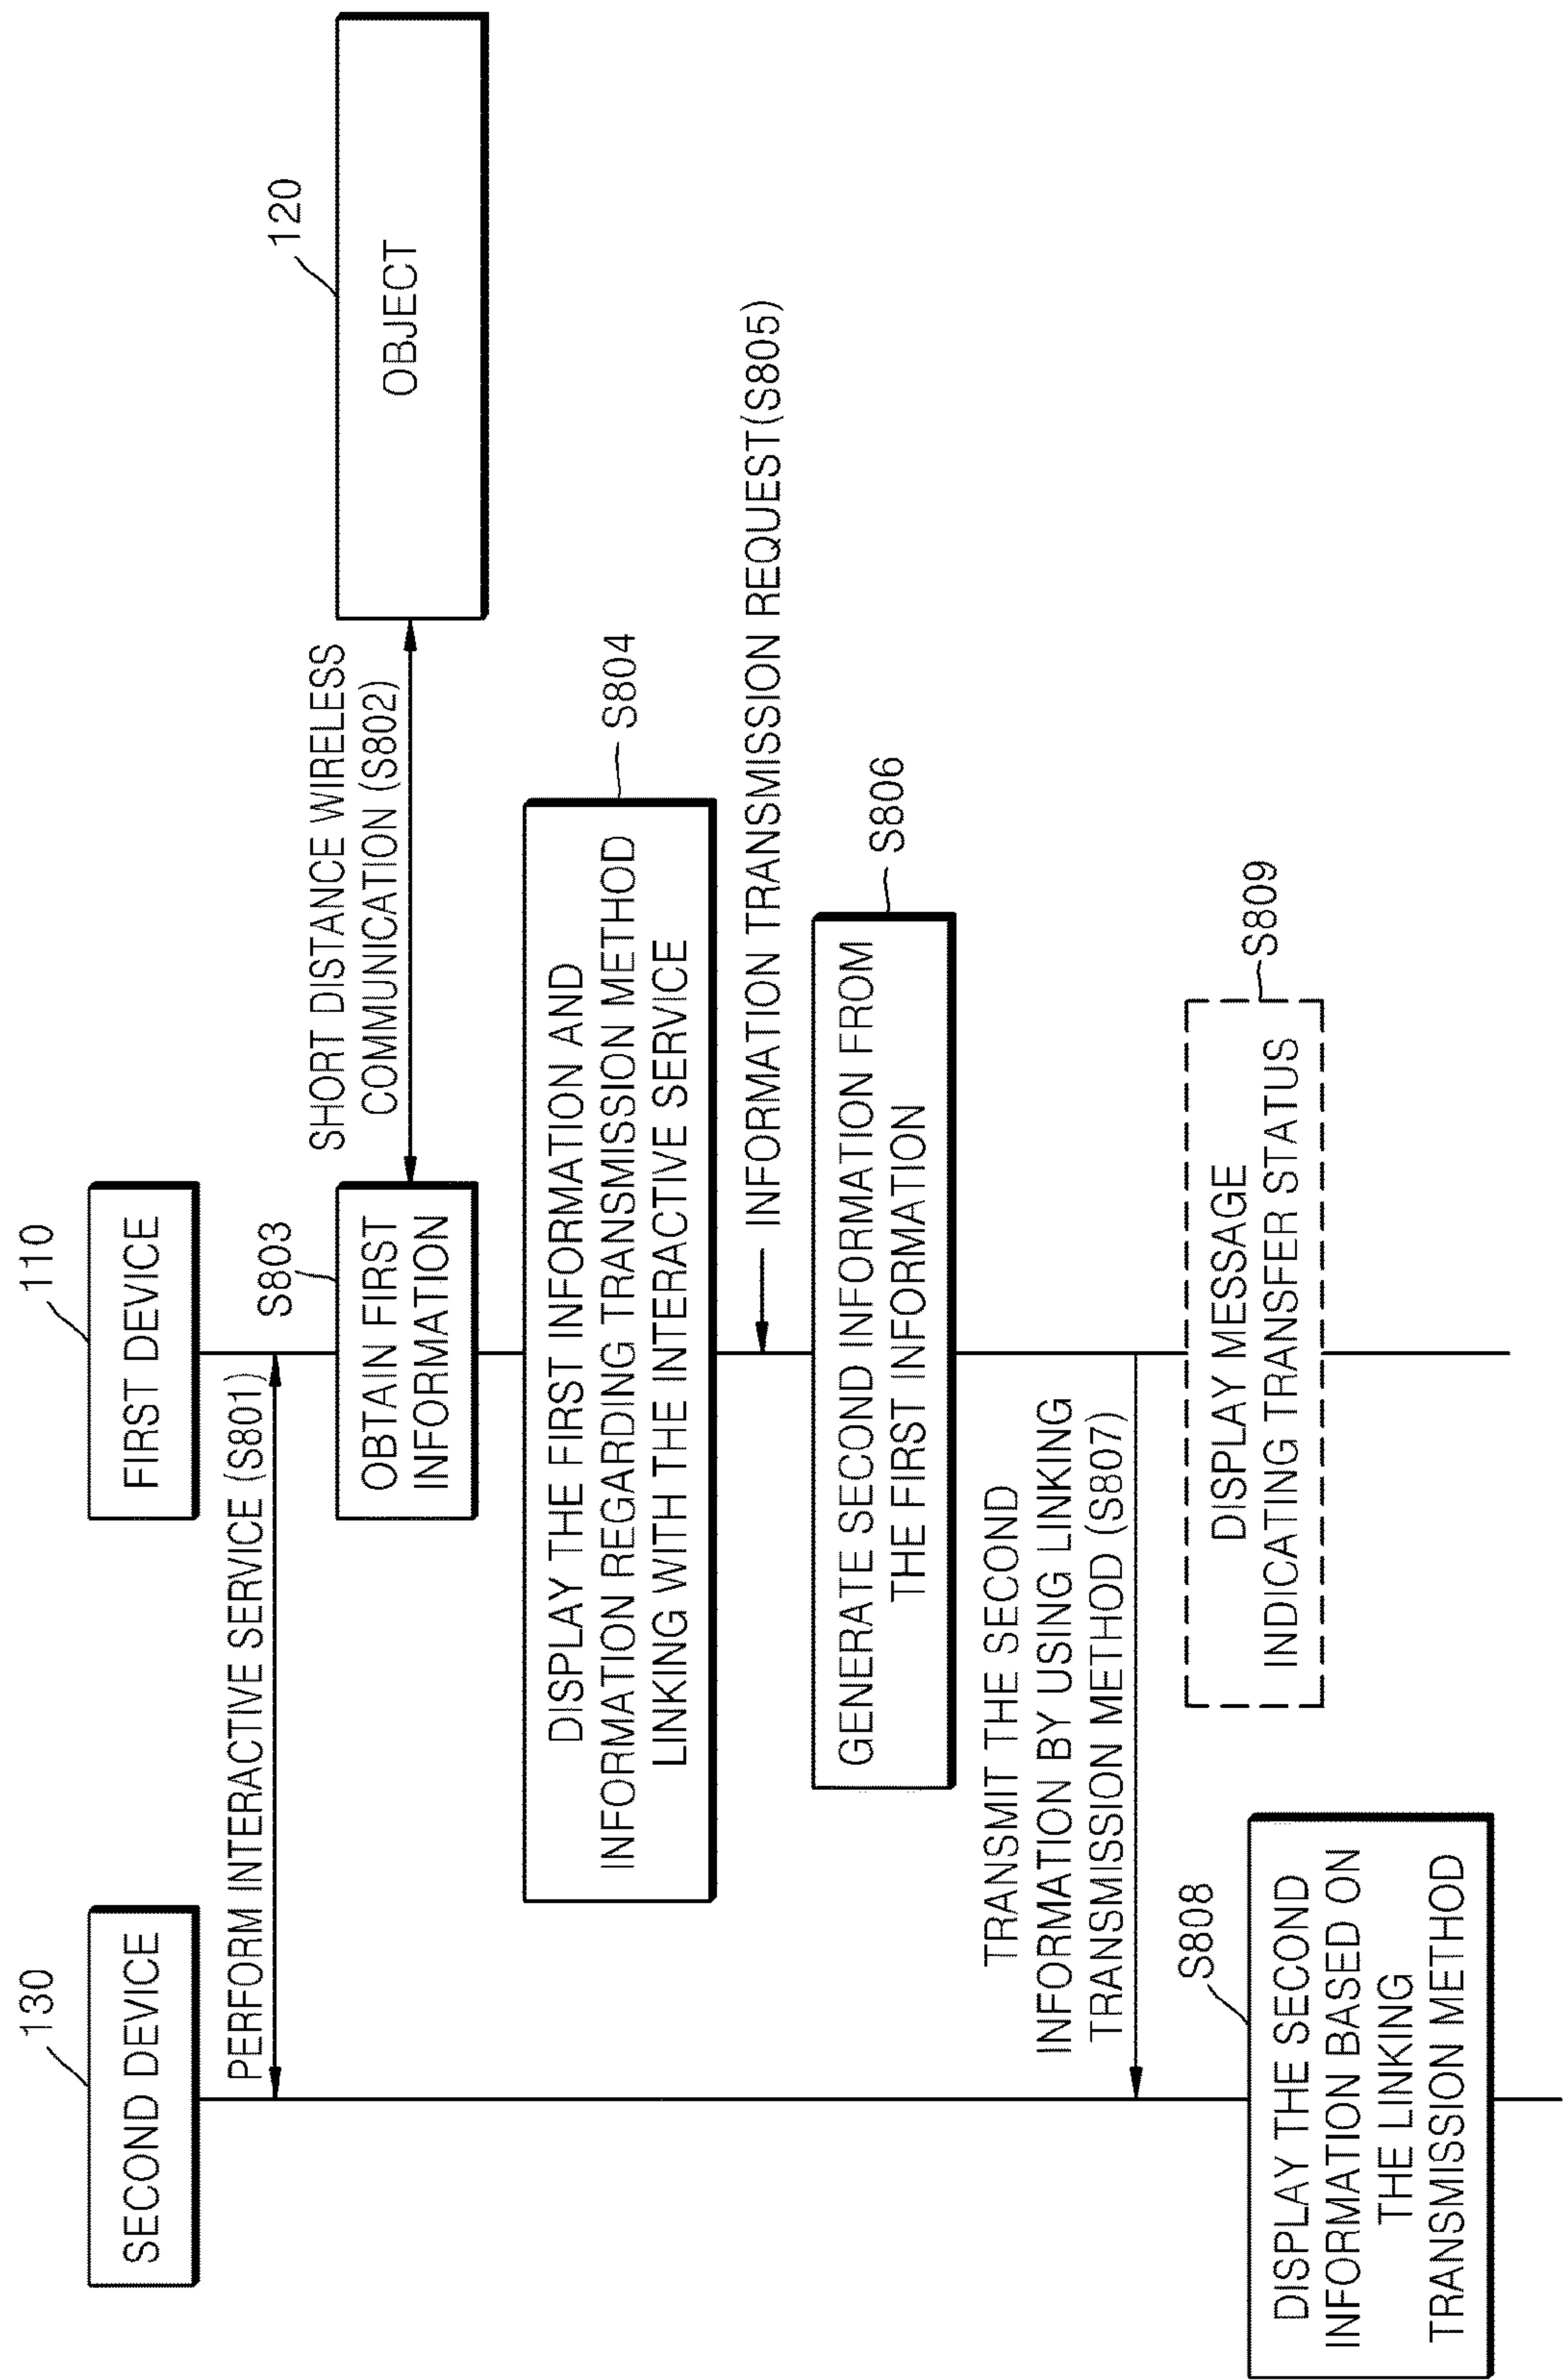 130
SECOND DEVICE
110
FIRST DEVICE
PERFORM INTERACTIVE SERVICE (S801)
120
OBJECT
SHORT DISTANCE WIRELESS
COMMUNICATION (S802)
S803
OBTAIN FIRST
INFORMATION
DISPLAY THE FIRST INFORMATION AND
INFORMATION REGARDING TRANSMISSION METHOD
LINKING WITH THE INTERACTIVE SERVICE
S804
INFORMATION TRANSMISSION REQUEST(S805)
GENERATE SECOND INFORMATION FROM
THE FIRST INFORMATION
S806
TRANSMIT THE SECOND
INFORMATION BY USING LINKING
TRANSMISSION METHOD (S807)
S808
DISPLAY THE SECOND
INFORMATION BASED ON
THE LINKING
TRANSMISSION METHOD
DISPLAY MESSAGE
INDICATING TRANSFER STATUS
S809